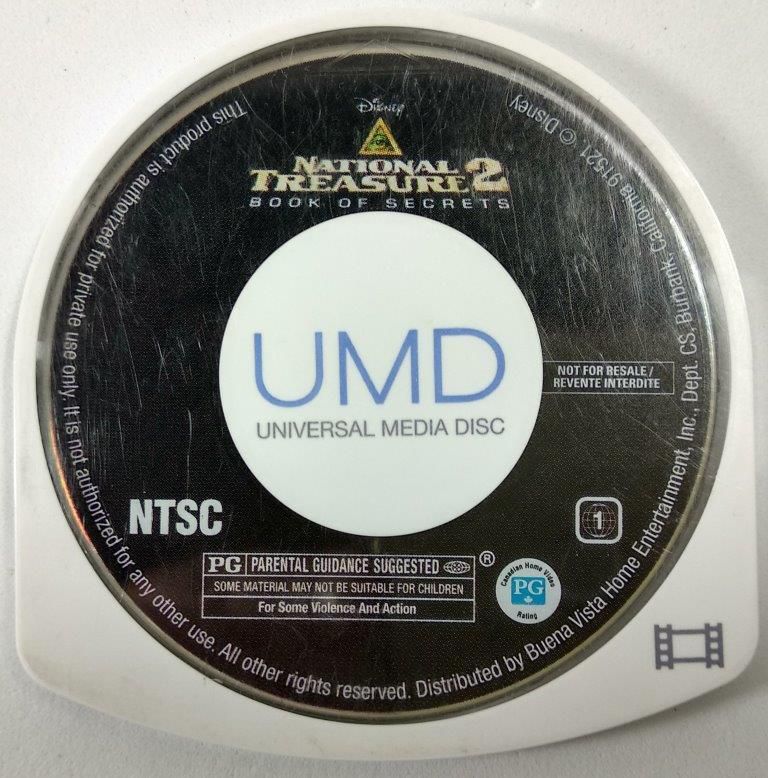 Disney
NATIONAL
TREASURE 2
BOOK OF SECRETS
UMD
UNIVERSAL MEDIA DISC
NOT FOR RESALE /
REVENTE INTERDITE
NTSC
1
PG PARENTAL GUIDANCE SUGGESTED ®
SOME MATERIAL MAY NOT BE SUITABLE FOR CHILDREN
For Some Violence And Action
Canadian Home Video
PG
Rating
This product is authorized for private use only. It is not authorized for any other use. All other rights reserved. Distributed by Buena Vista Home Entertainment, Inc., Dept. CS, Burbank, California 91521. © Disney